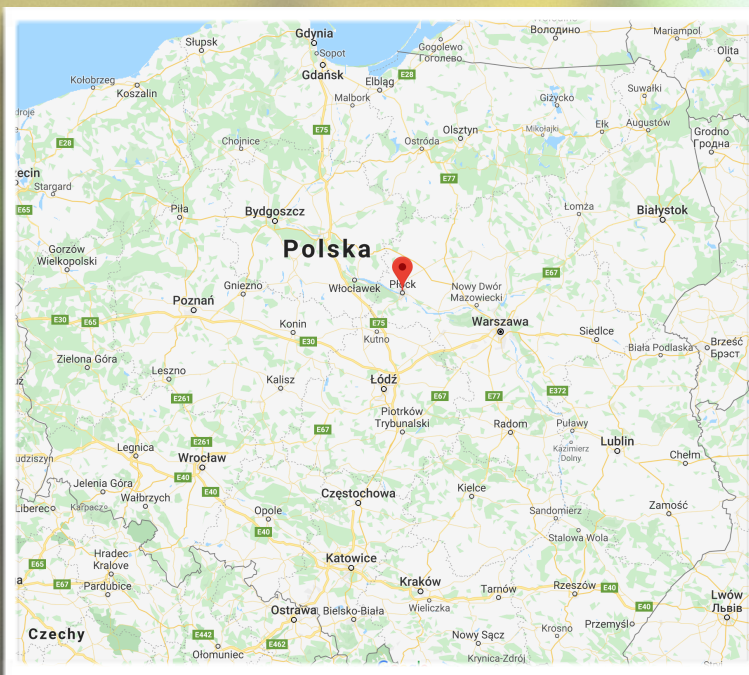 Володино
Mariampol
Gdynia
Słupsk
Sopot
Gogolewo
Гоголево
Olita
Gdańsk
Elbląg
E28
Kołobrzeg
Koszalin
Malbork
Giżycko
Suwałki
E75
Olsztyn
Mikołajki
Ełk
Augustów
Grodno
Гродна
E28
Chojnice
Ostróda
ecin
Stargard
E77
E65
Piła
Bydgoszcz
Łomża
Białystok
Polska
Gorzów
Wielkopolski
E67
Gniezno
Włocławek
Płock
Nowy Dwór
Mazowiecki
Poznań
E30
E65
Konin
E75
Warszawa
Kutno
E30
Siedlce
Biała Podlaska
Brześć
Брэст
Zielona Góra
Leszno
Kalisz
Łódź
E261
E67
E77
E372
Piotrków
Trybunalski
E67
Radom
Puławy
Legnica
E261
Wrocław
Kazimierz
Dolny
Lublin
Chełm
udziszyn
E40
Jelenia Góra
E40
Wałbrzych
Częstochowa
Kielce
Liberec
Karpacz
Opole
E40
Sandomierz
Zamość
Stalowa Wola
Hradec
Kralove
E65
Katowice
E67
Pardubice
Kraków
Tarnów
Rzeszów
E40
Lwów
Львів
Ostrawa
Bielsko-Biała
Wieliczka
E40
Czechy
E442
E462
Nowy Sącz
Krosno
Przemyśl
Ołomuniec
Krynica-Zdrój